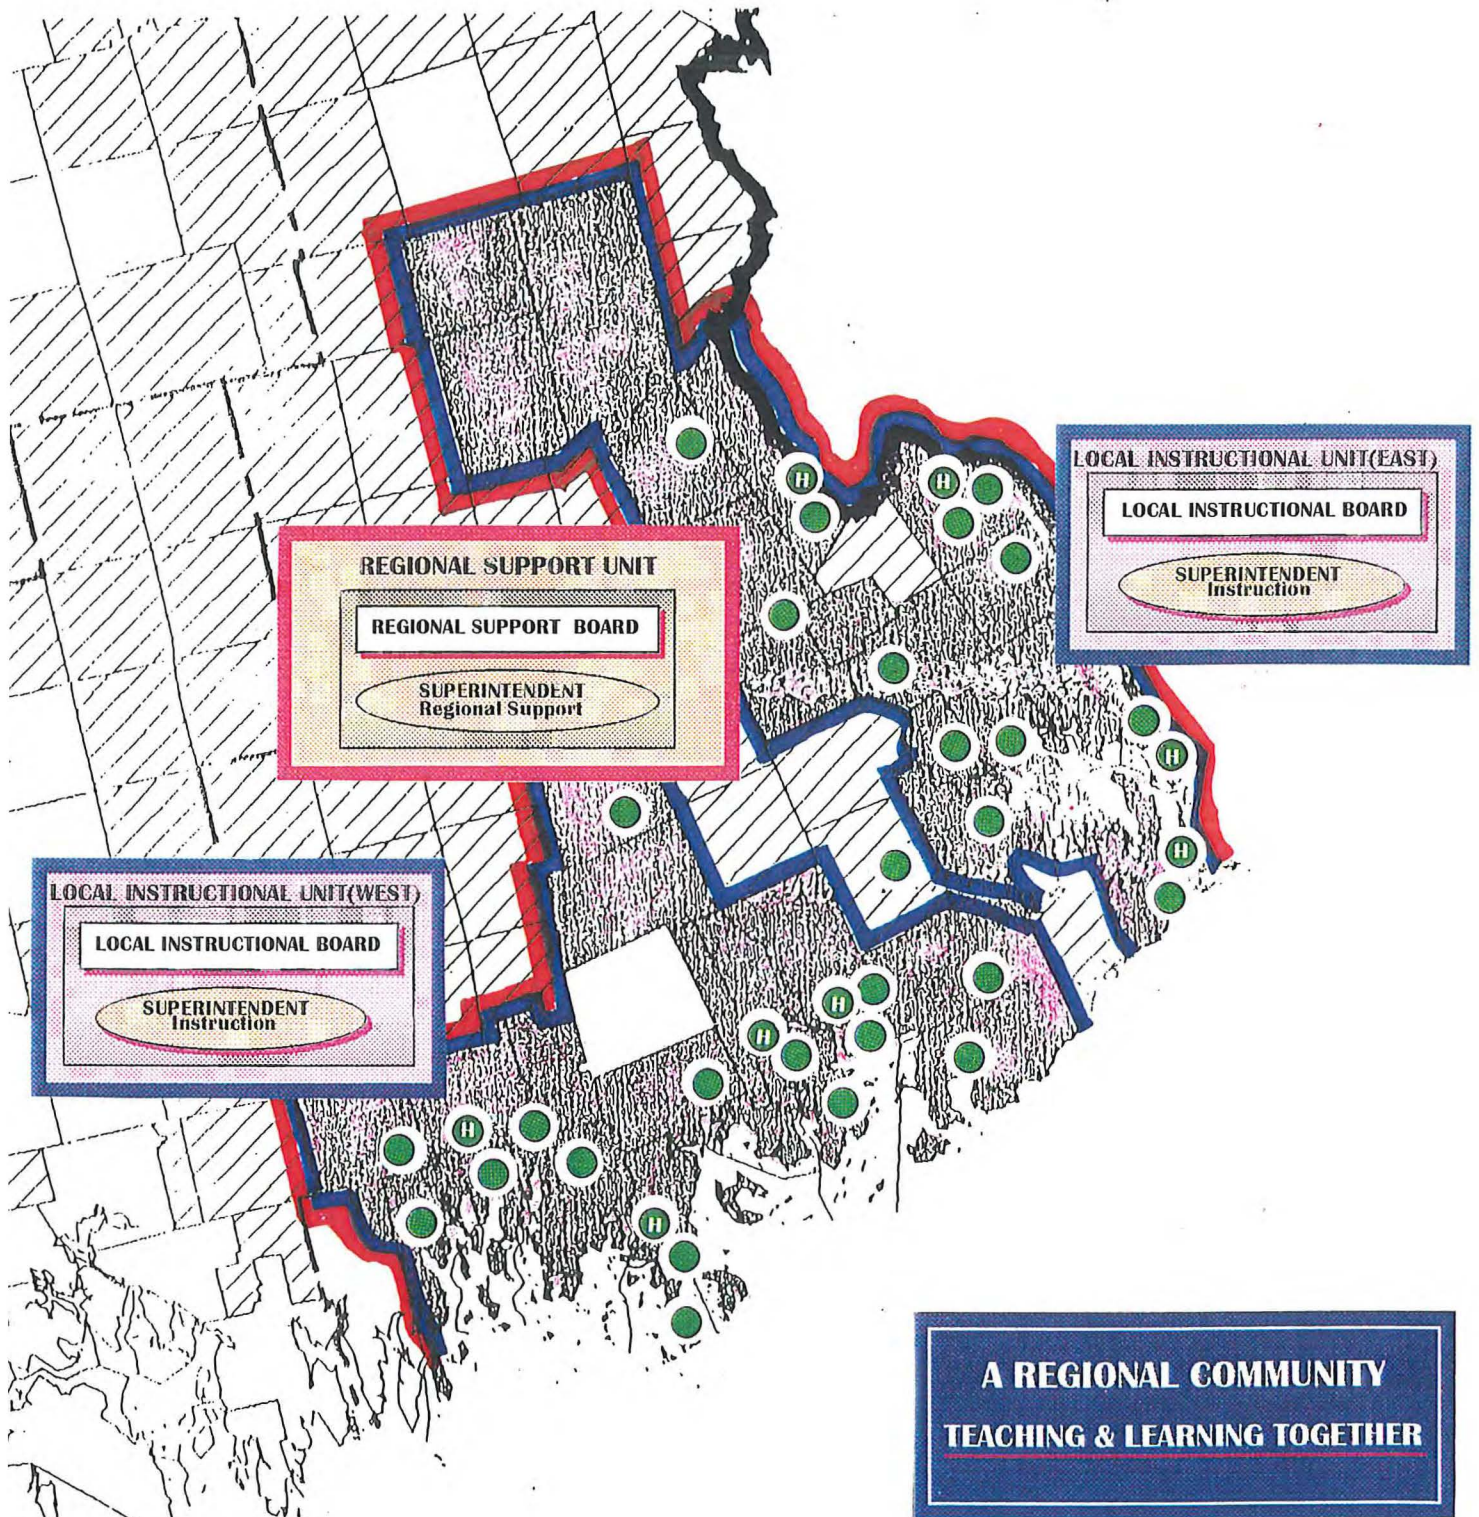 LOCAL INSTRUCTIONAL UNIT(EAST)
LOCAL INSTRUCTIONAL BOARD
SUPERINTENDENT
Instruction
REGIONAL SUPPORT UNIT
REGIONAL SUPPORT BOARD
SUPERINTENDENT
Regional Support
LOCAL INSTRUCTIONAL UNIT(WEST)
LOCAL INSTRUCTIONAL BOARD
SUPERINTENDENT
Instruction
H
H
H
H
H
H
H
H
A REGIONAL COMMUNITY
TEACHING & LEARNING TOGETHER